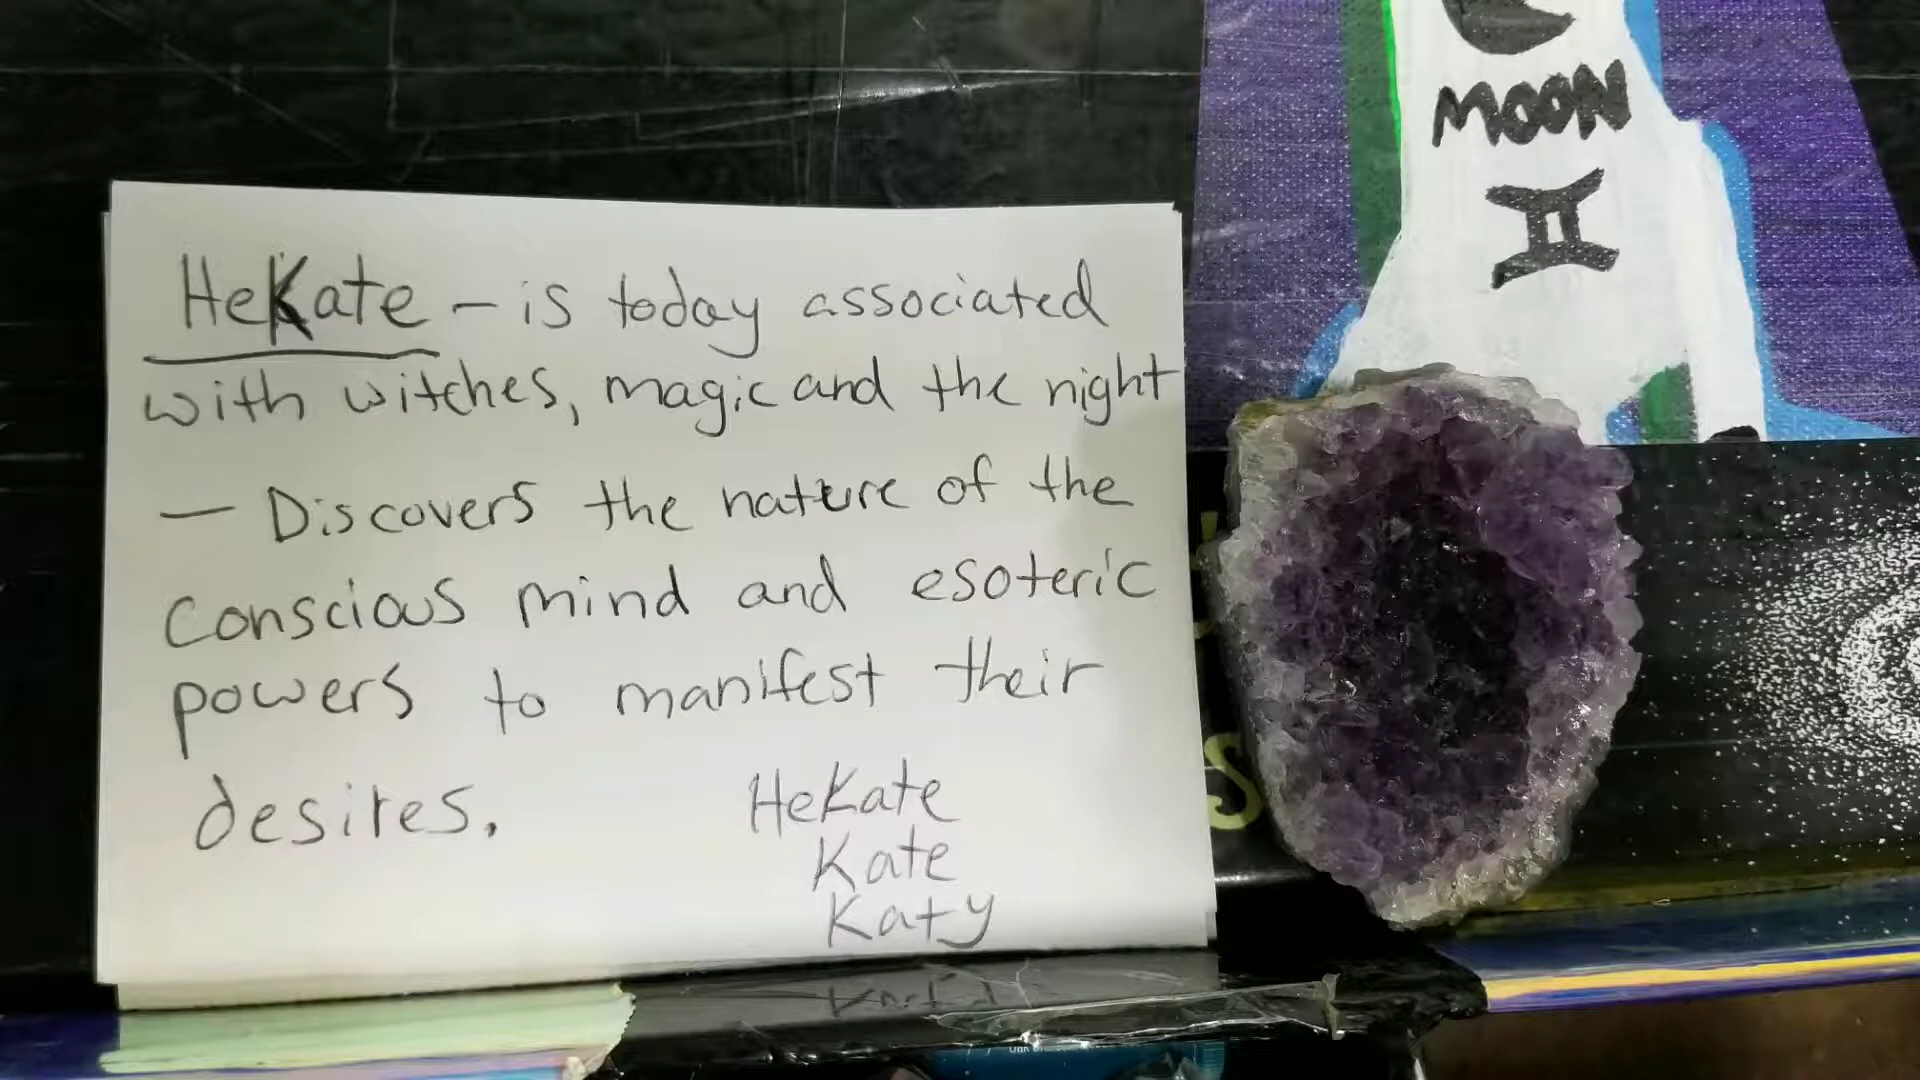 HeKate – is today associated
with witches, magic and the night
— Discovers the nature of the
conscious mind and esoteric
powers to manifest their
desires.
HeKate
Kate
Katy
MOON
♊
S